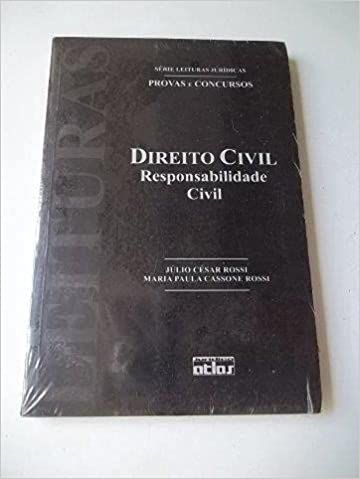 SÉRIE LEITURAS JURÍDICAS
PROVAS E CONCURSOS
LEITURAS
DIREITO CIVIL
Responsabilidade
Civil
JÚLIO CÉSAR ROSSI
MARIA PAULA CASSONE ROSSI
atlas